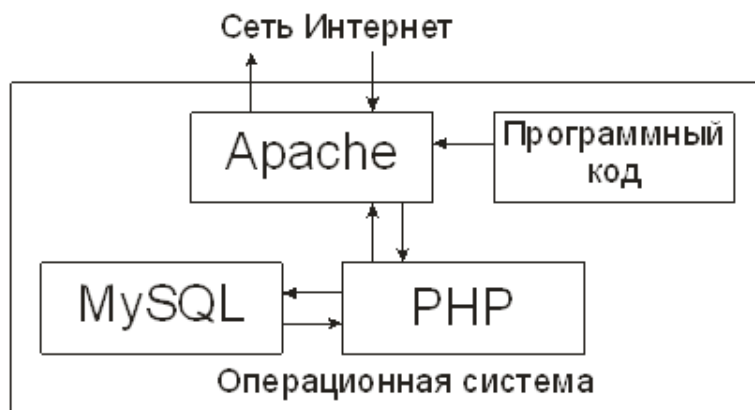 Сеть Интернет
Apache
Программный
код
MySQL
PHP
Операционная система